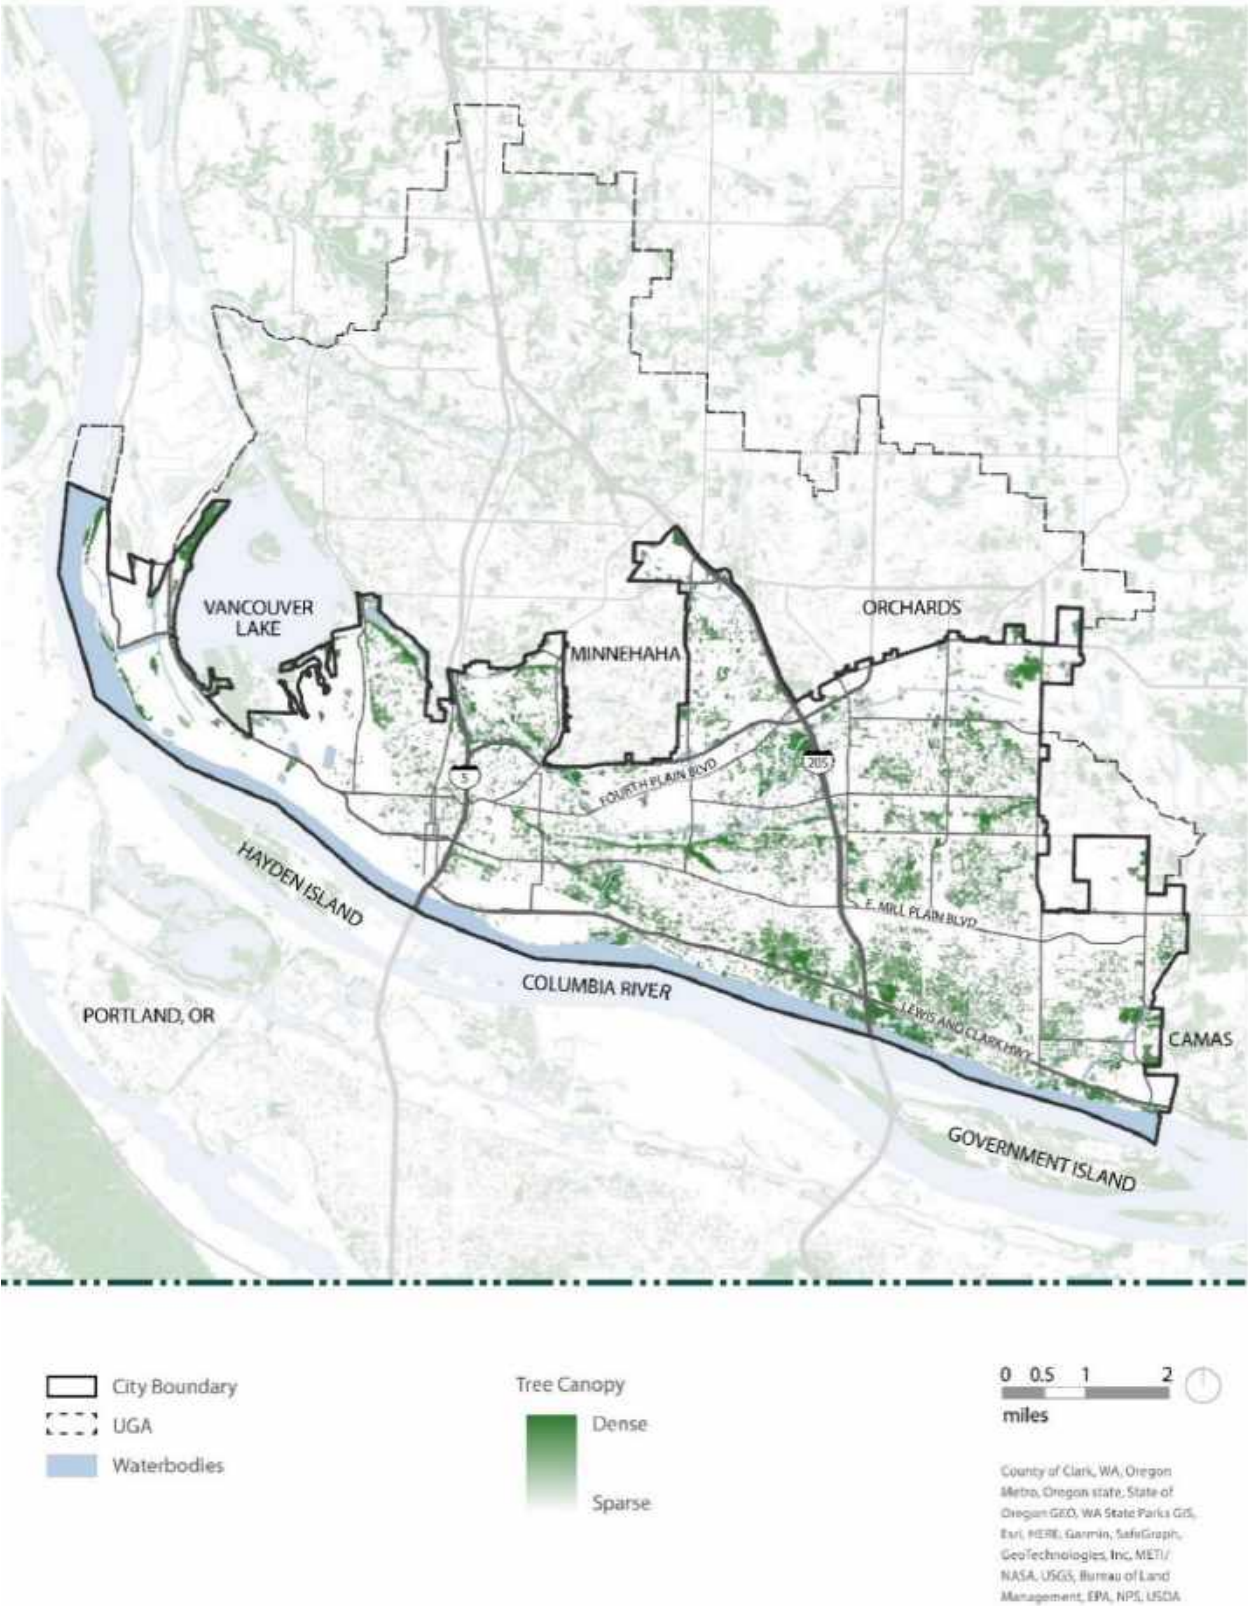 VANCOUVER
LAKE
ORCHARDS
MINNEHAHA
205
5
FOURTH PLAIN BLVD
HAYDEN ISLAND
E. MILL PLAIN BLVD
COLUMBIA RIVER
LEWIS AND CLARK HWY
PORTLAND, OR
CAMAS
GOVERNMENT ISLAND
City Boundary
UGA
Waterbodies
Tree Canopy
Dense
Sparse
0 0.5 1 2
miles
County of Clark, WA, Oregon
Metro, Oregon state, State of
Oregon GEO, WA State Parks GIS,
Esri, HERE, Garmin, SafeGraph,
GeoTechnologies, Inc, METI/
NASA, USGS, Bureau of Land
Management, EPA, NPS, USDA